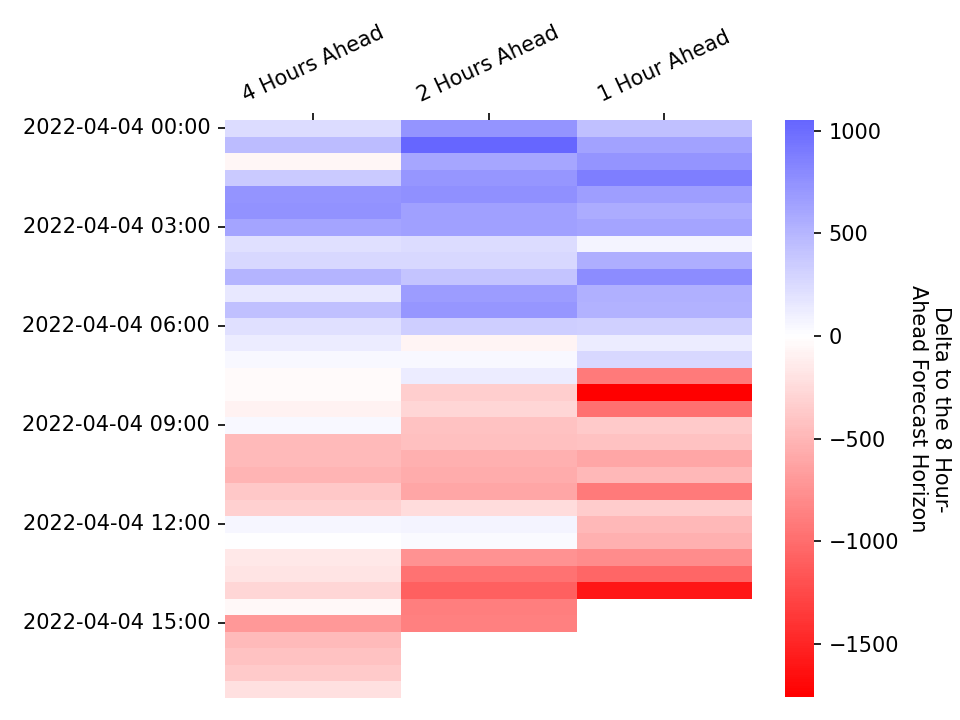 4 Hours Ahead
2 Hours Ahead
1 Hour Ahead
2022-04-04 00:00
2022-04-04 03:00
2022-04-04 06:00
2022-04-04 09:00
2022-04-04 12:00
2022-04-04 15:00
1000
500
0
−500
−1000
−1500
Delta to the 8 Hour-
Ahead Forecast Horizon